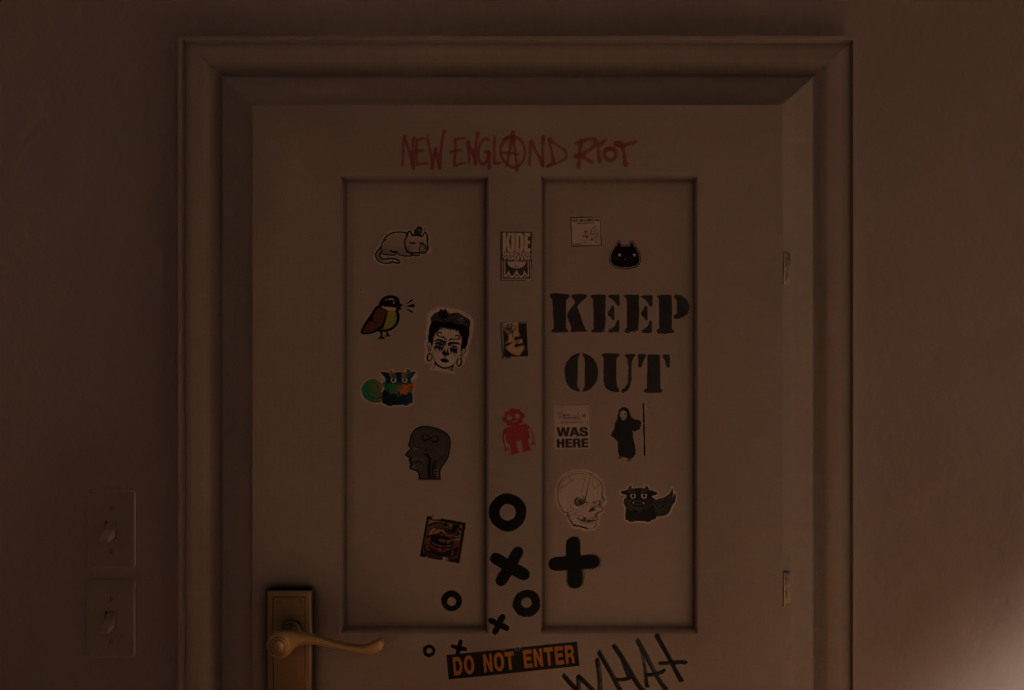 NEW ENGLAND RIOT
KIDE
KEEP
OUT
WAS
HERE
DO NOT ENTER
WHAT